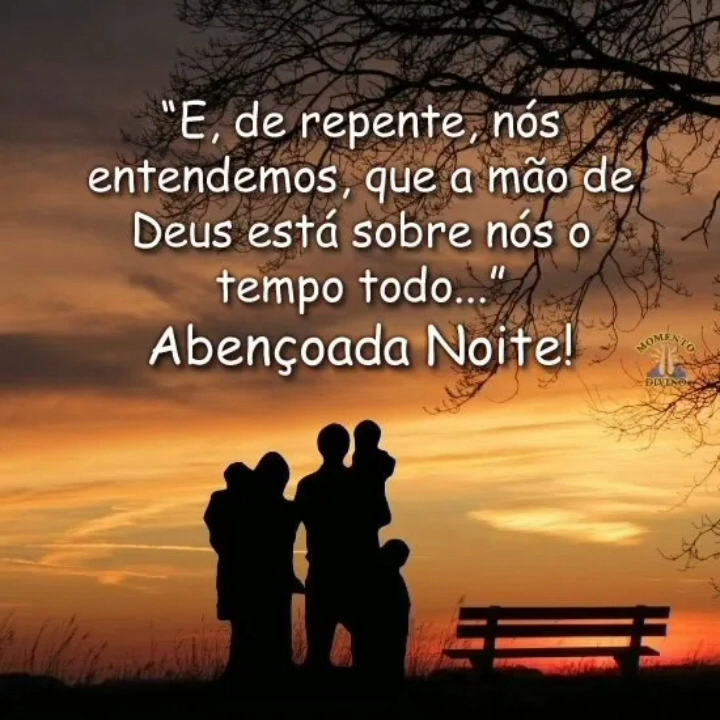 “E, de repente, nós
entendemos, que a mão de
Deus está sobre nós o
tempo todo...”
Abençoada Noite!
MOMENTO
DIVINO